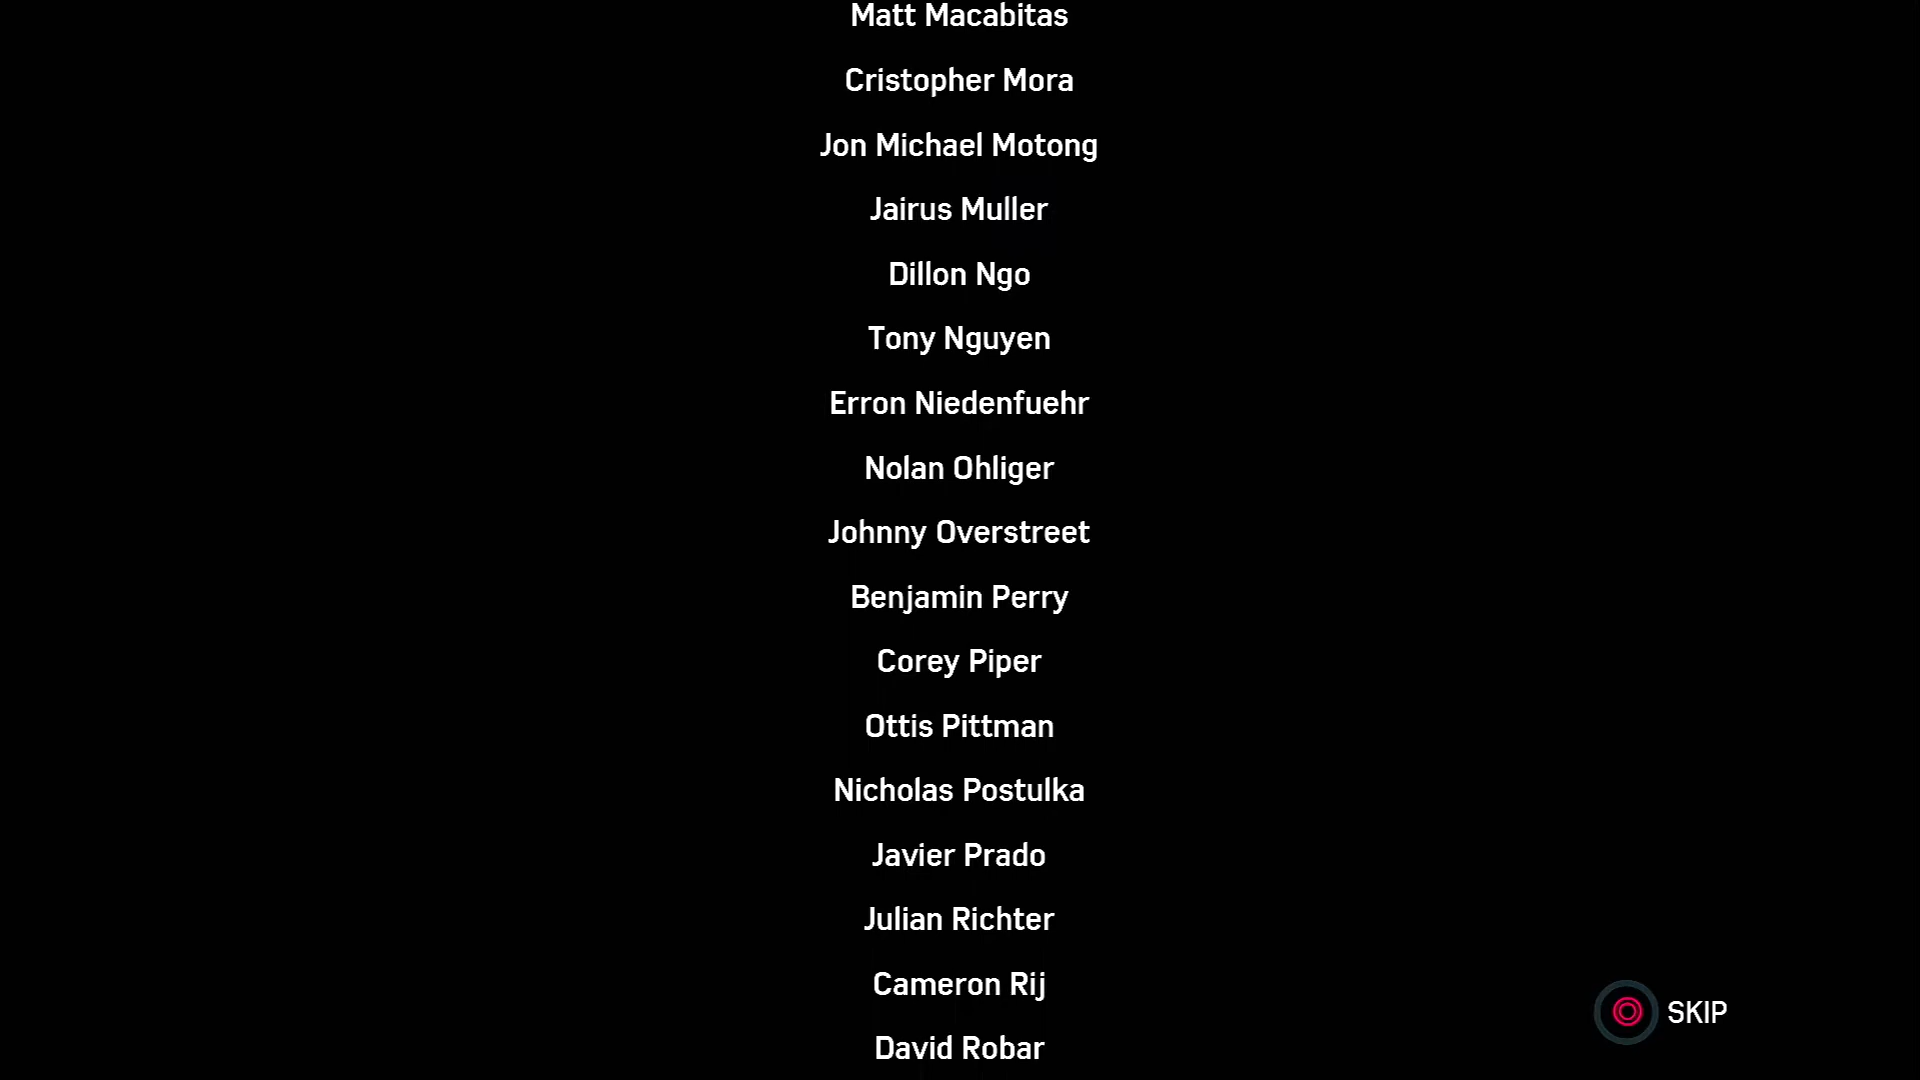 Matt Macabitas
Cristopher Mora
Jon Michael Motong
Jairus Muller
Dillon Ngo
Tony Nguyen
Erron Niedenfuehr
Nolan Ohliger
Johnny Overstreet
Benjamin Perry
Corey Piper
Ottis Pittman
Nicholas Postulka
Javier Prado
Julian Richter
Cameron Rij
David Robar
SKIP